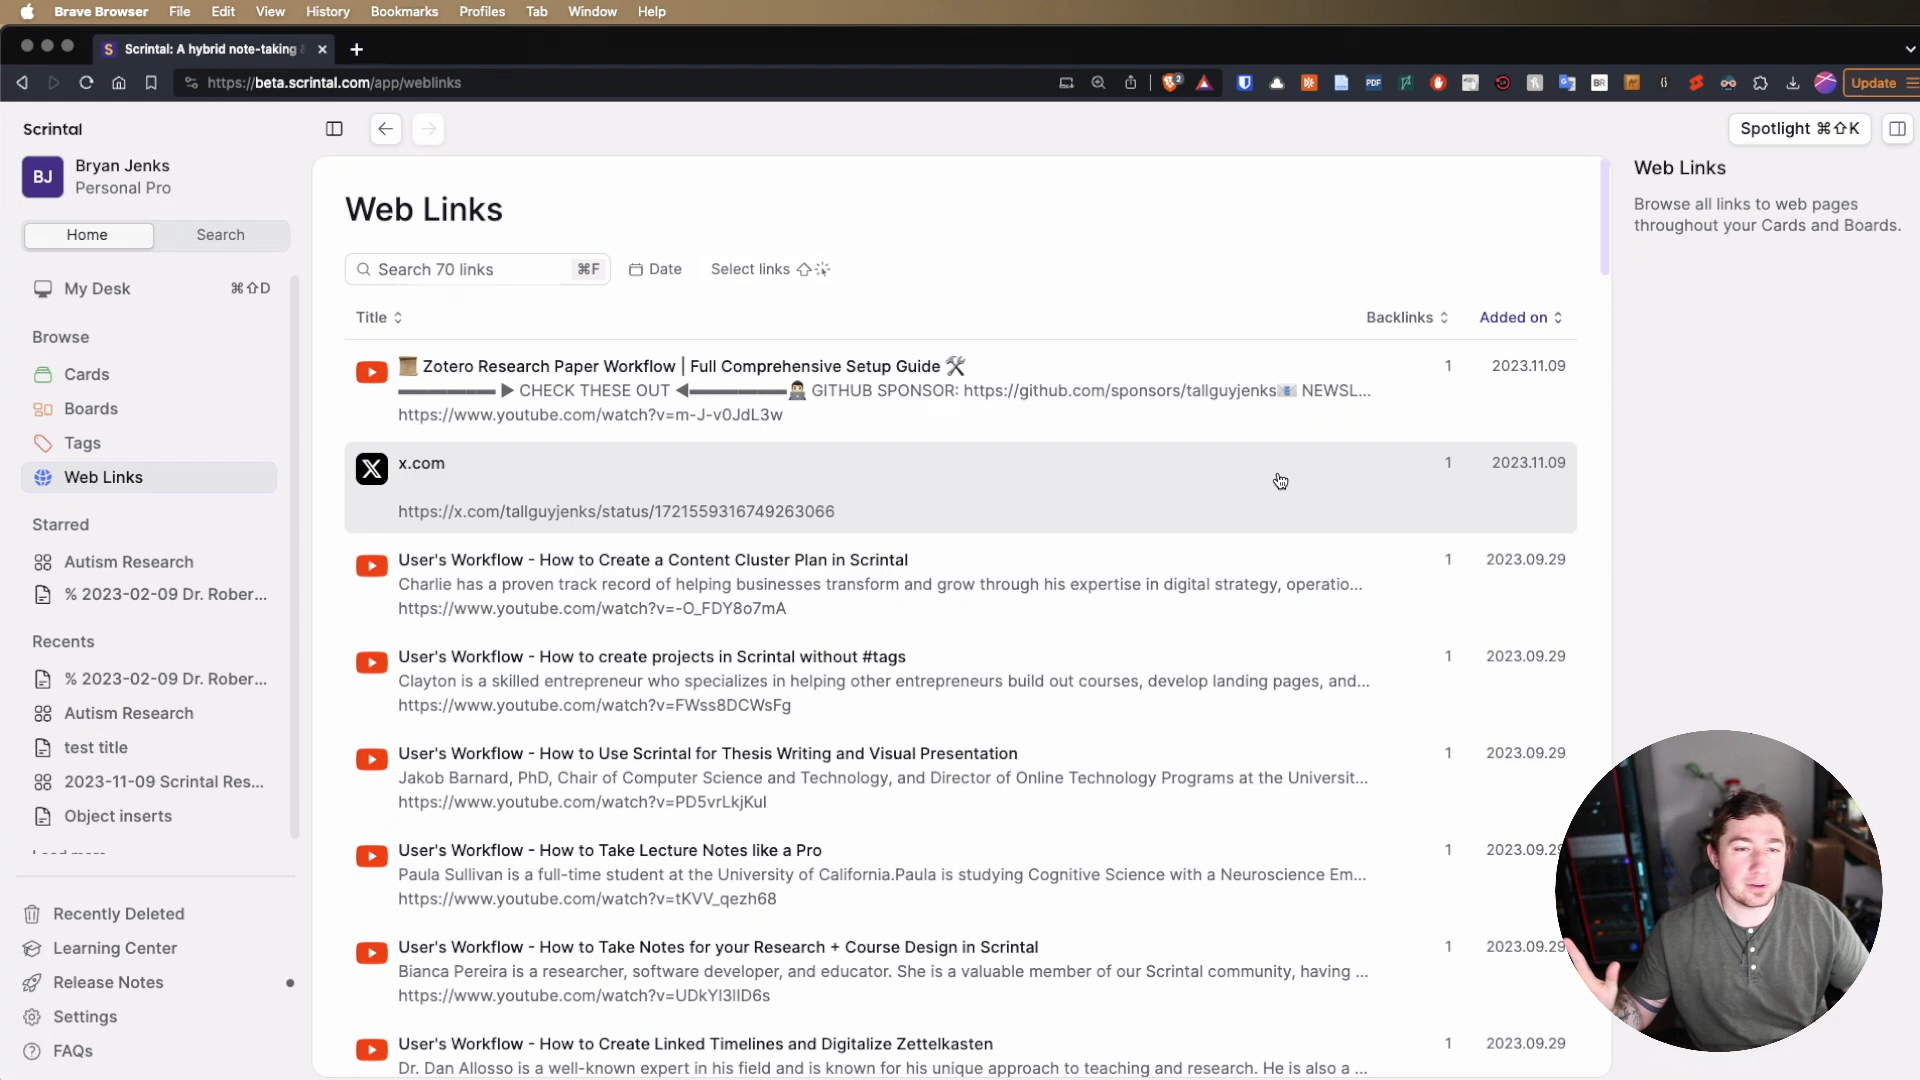 Brave Browser File Edit View History Bookmarks Profiles Tab Window Help
S Scrintal: A hybrid note-taking
https://beta.scrintal.com/app/weblinks
2
PDF
BR
Update
Scrintal
Spotlight ⌘⇧K
BJ
Bryan Jenks
Personal Pro
Home
Search
My Desk ⌘⇧D
Browse
Cards
Boards
Tags
Web Links
Starred
Autism Research
% 2023-02-09 Dr. Rober...
Recents
% 2023-02-09 Dr. Rober...
Autism Research
test title
2023-11-09 Scrintal Res...
Object inserts
Recently Deleted
Learning Center
Release Notes
Settings
FAQs
Web Links
Search 70 links ⌘F
Date
Select links ⇧
Title
Backlinks
Added on
📜 Zotero Research Paper Workflow | Full Comprehensive Setup Guide 🛠️ 1 2023.11.09
▬▬▬▬▬▬▬▬ ▶ CHECK THESE OUT ◀▬▬▬▬▬▬▬▬👨🏻‍💻 GITHUB SPONSOR: https://github.com/sponsors/tallguyjenks📧 NEWSL...
https://www.youtube.com/watch?v=m-J-v0JdL3w
x.com 1 2023.11.09
https://x.com/tallguyjenks/status/1721559316749263066
User's Workflow - How to Create a Content Cluster Plan in Scrintal 1 2023.09.29
Charlie has a proven track record of helping businesses transform and grow through his expertise in digital strategy, operatio...
https://www.youtube.com/watch?v=-O_FDY8o7mA
User's Workflow - How to create projects in Scrintal without #tags 1 2023.09.29
Clayton is a skilled entrepreneur who specializes in helping other entrepreneurs build out courses, develop landing pages, and...
https://www.youtube.com/watch?v=FWss8DCWsFg
User's Workflow - How to Use Scrintal for Thesis Writing and Visual Presentation 1 2023.09.29
Jakob Barnard, PhD, Chair of Computer Science and Technology, and Director of Online Technology Programs at the Universit...
https://www.youtube.com/watch?v=PD5vrLkjKuI
User's Workflow - How to Take Lecture Notes like a Pro 1 2023.09.29
Paula Sullivan is a full-time student at the University of California.Paula is studying Cognitive Science with a Neuroscience Em...
https://www.youtube.com/watch?v=tKVV_qezh68
User's Workflow - How to Take Notes for your Research + Course Design in Scrintal 1 2023.09.29
Bianca Pereira is a researcher, software developer, and educator. She is a valuable member of our Scrintal community, having ...
https://www.youtube.com/watch?v=UDkYl3lID6s
User's Workflow - How to Create Linked Timelines and Digitalize Zettelkasten 1 2023.09.29
Dr. Dan Allosso is a well-known expert in his field and is known for his unique approach to teaching and research. He is also a ...
Web Links
Browse all links to web pages
throughout your Cards and Boards.